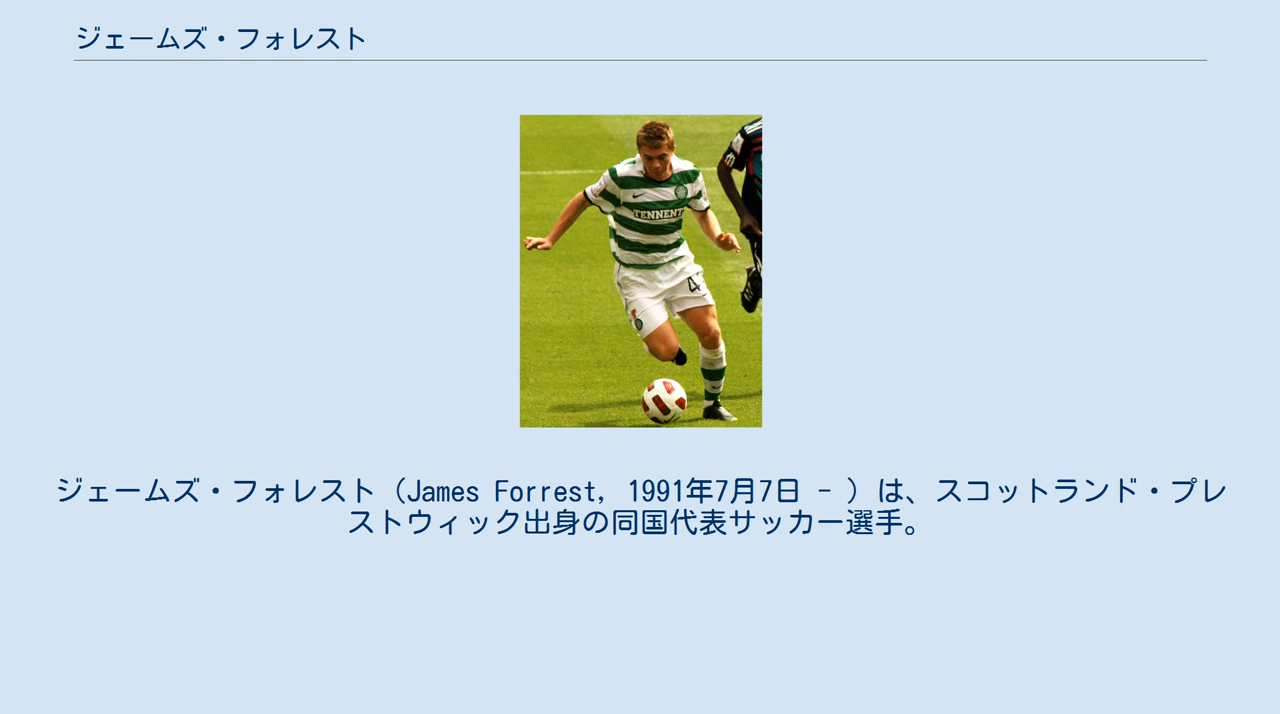 ジェームズ・フォレスト
TENNENT
4
ジェームズ・フォレスト（James Forrest, 1991年7月7日 - ）は、スコットランド・プレ
ストウィック出身の同国代表サッカー選手。